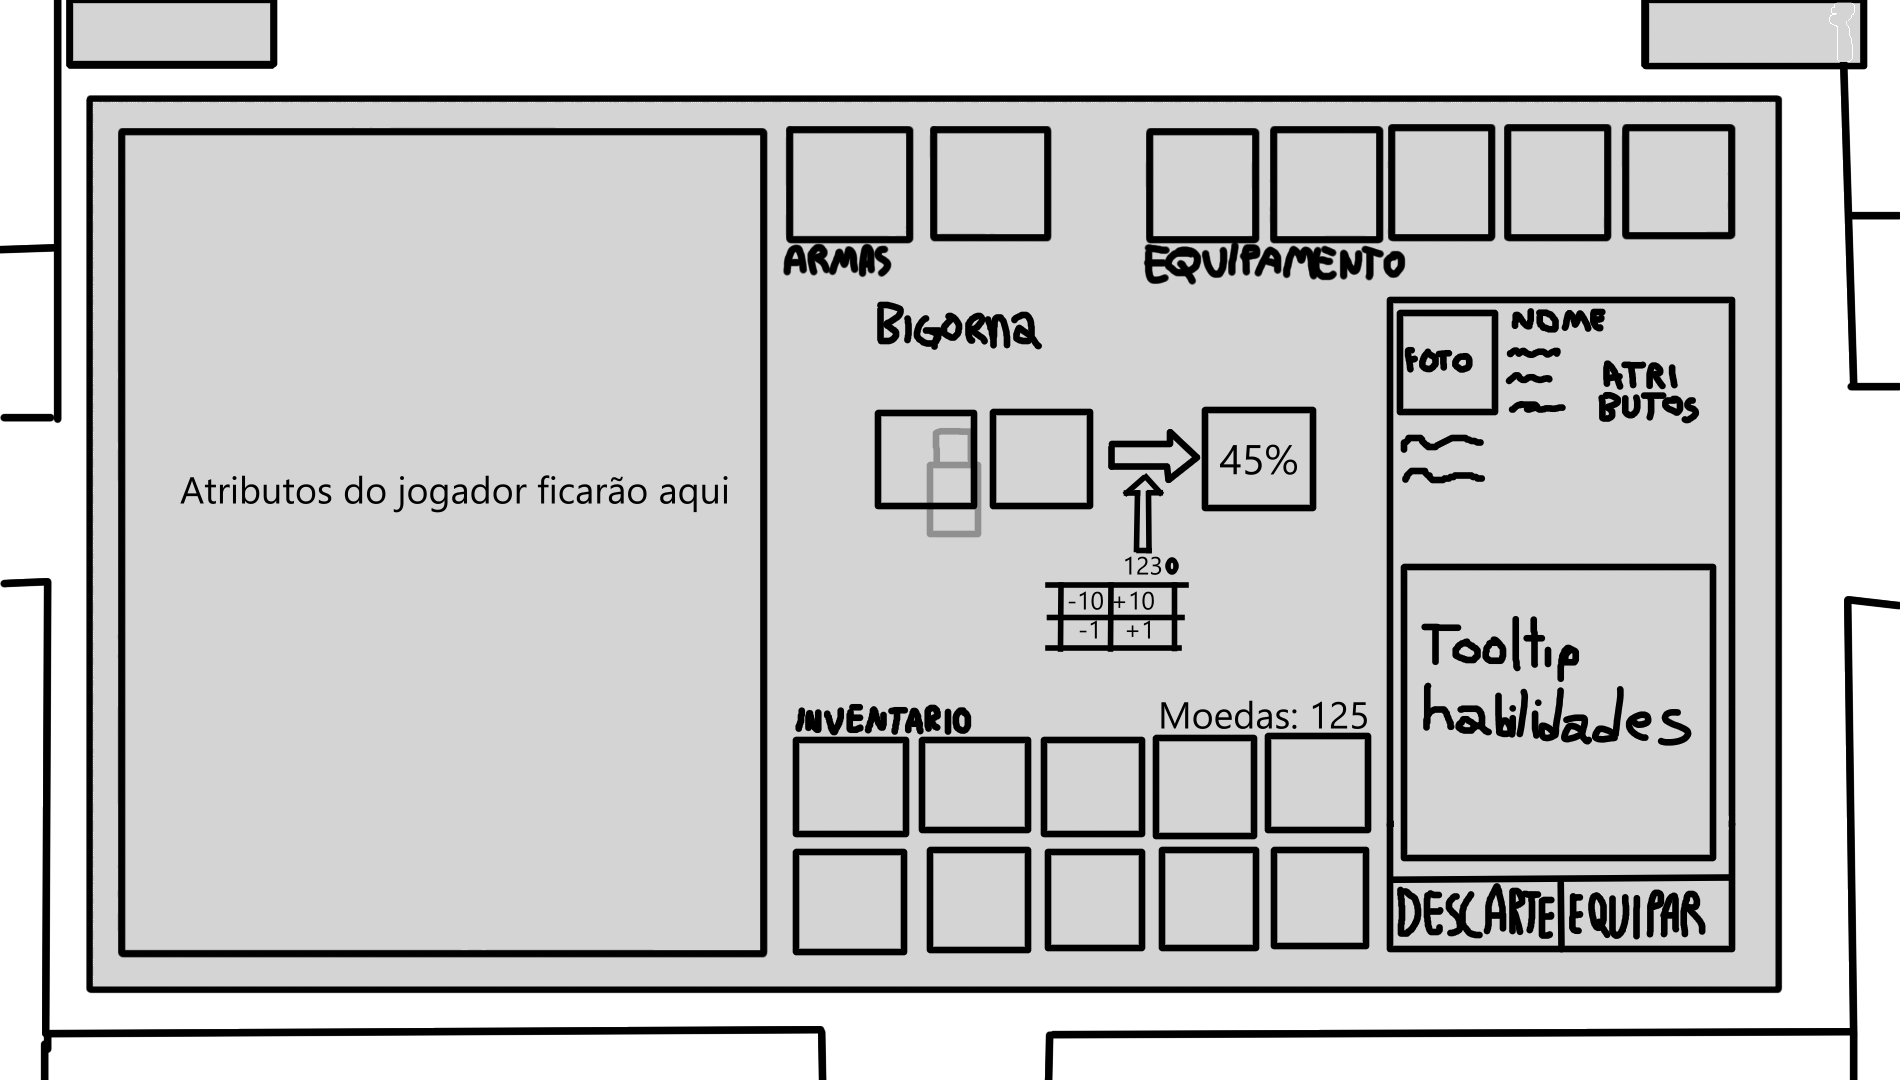 ARMAS
EQUIPAMENTO
Bigorna
NOME
FOTO
ATRI
BUTOS
45%
Atributos do jogador ficarão aqui
1230
-10 +10
-1 +1
Tooltip
habilidades
INVENTARIO
Moedas: 125
DESCARTE EQUIPAR